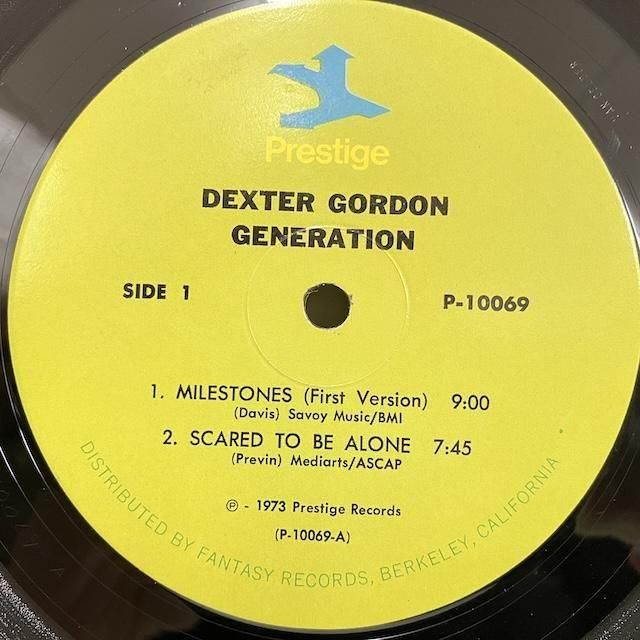 Prestige
DEXTER GORDON
GENERATION
SIDE 1
P-10069
1. MILESTONES (First Version) 9:00
(Davis) Savoy Music/BMI
2. SCARED TO BE ALONE 7:45
(Previn) Mediarts/ASCAP
℗ - 1973 Prestige Records
(P-10069-A)
DISTRIBUTED BY FANTASY RECORDS, BERKELEY, CALIFORNIA